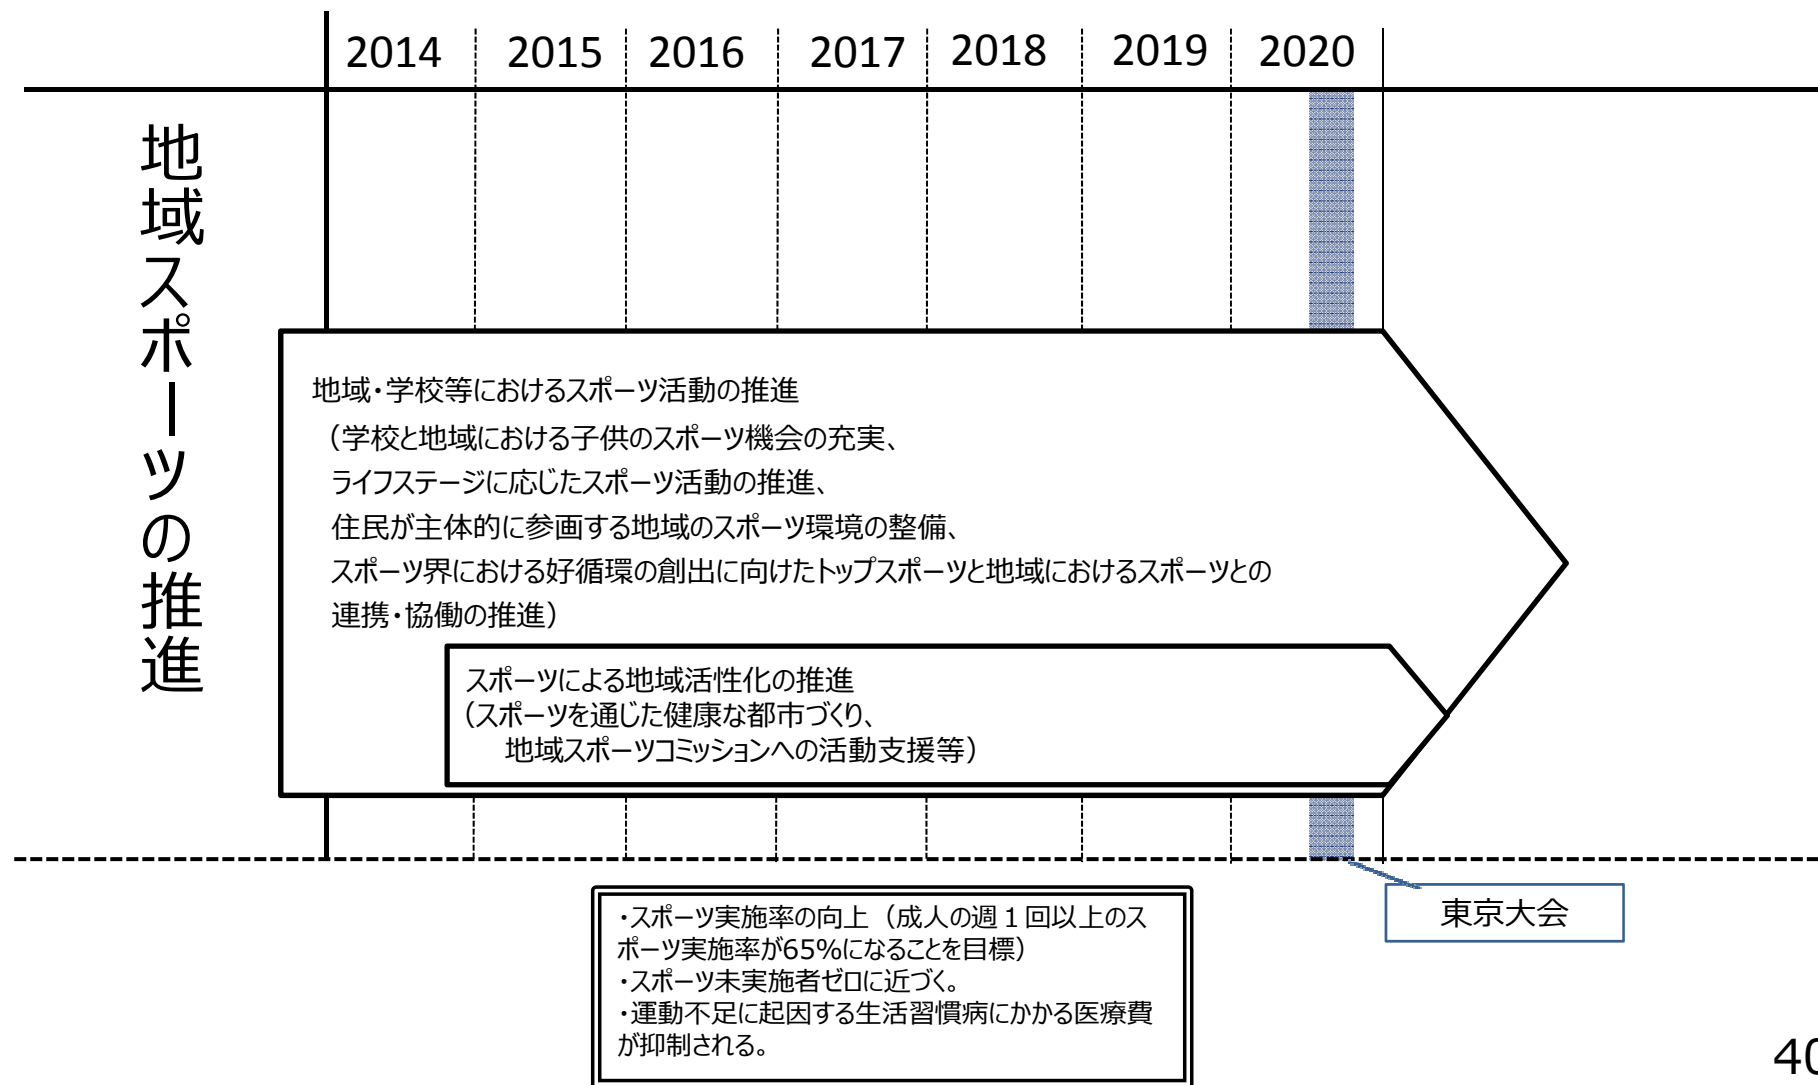 2014 2015 2016 2017 2018 2019 2020
地域スポーツの推進
地域・学校等におけるスポーツ活動の推進
（学校と地域における子供のスポーツ機会の充実、
ライフステージに応じたスポーツ活動の推進、
住民が主体的に参画する地域のスポーツ環境の整備、
スポーツ界における好循環の創出に向けたトップスポーツと地域におけるスポーツとの
連携・協働の推進）
スポーツによる地域活性化の推進
（スポーツを通じた健康な都市づくり、
地域スポーツコミッションへの活動支援等）
・スポーツ実施率の向上（成人の週１回以上のス
ポーツ実施率が65%になることを目標）
・スポーツ未実施者ゼロに近づく。
・運動不足に起因する生活習慣病にかかる医療費
が抑制される。
東京大会
40